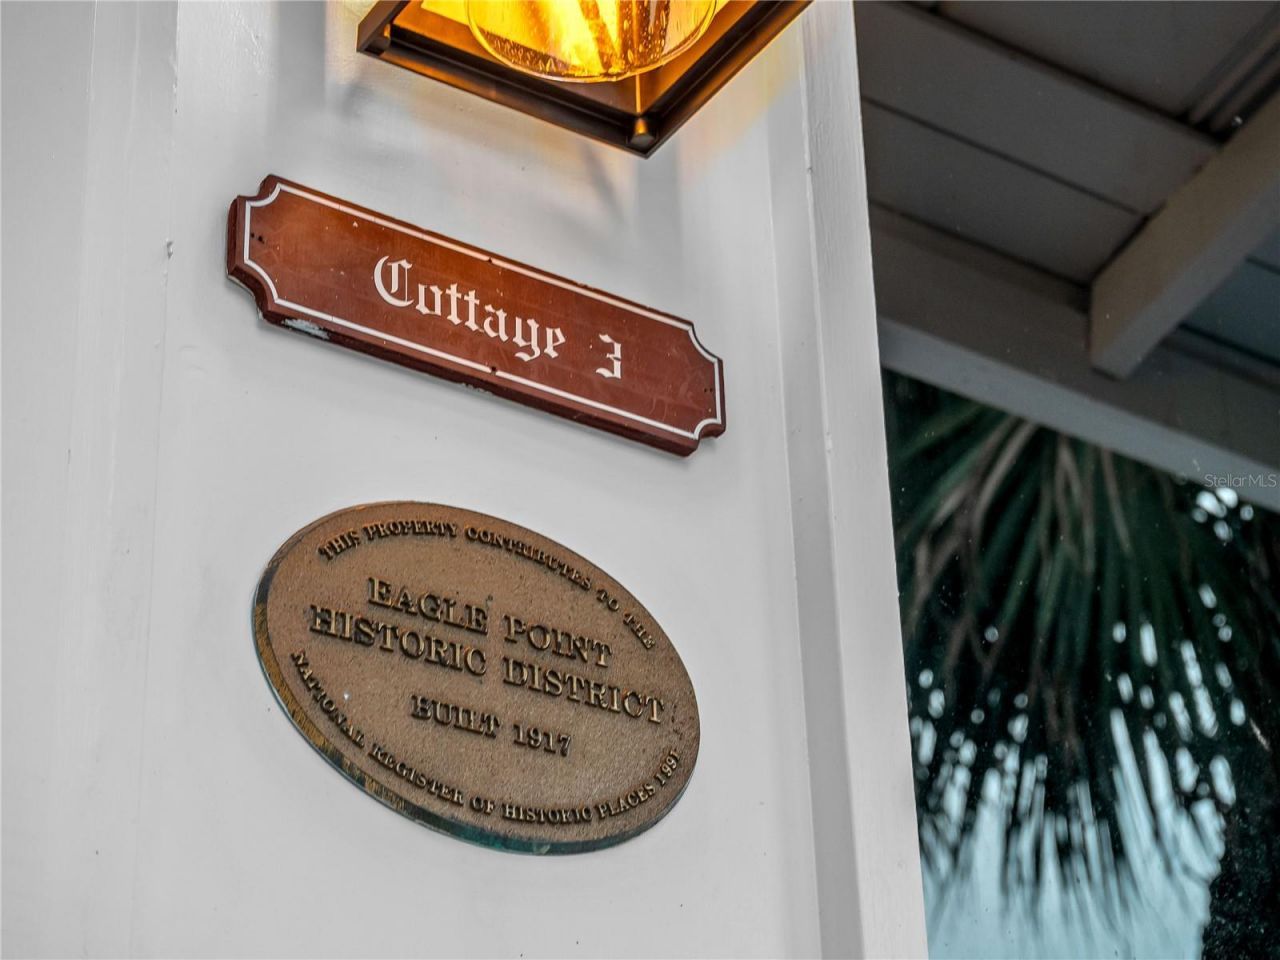 Cottage 3
THIS PROPERTY CONTRIBUTES TO THE
EAGLE POINT
HISTORIC DISTRICT
BUILT 1917
NATIONAL REGISTER OF HISTORIC PLACES 1991
StellarMLS